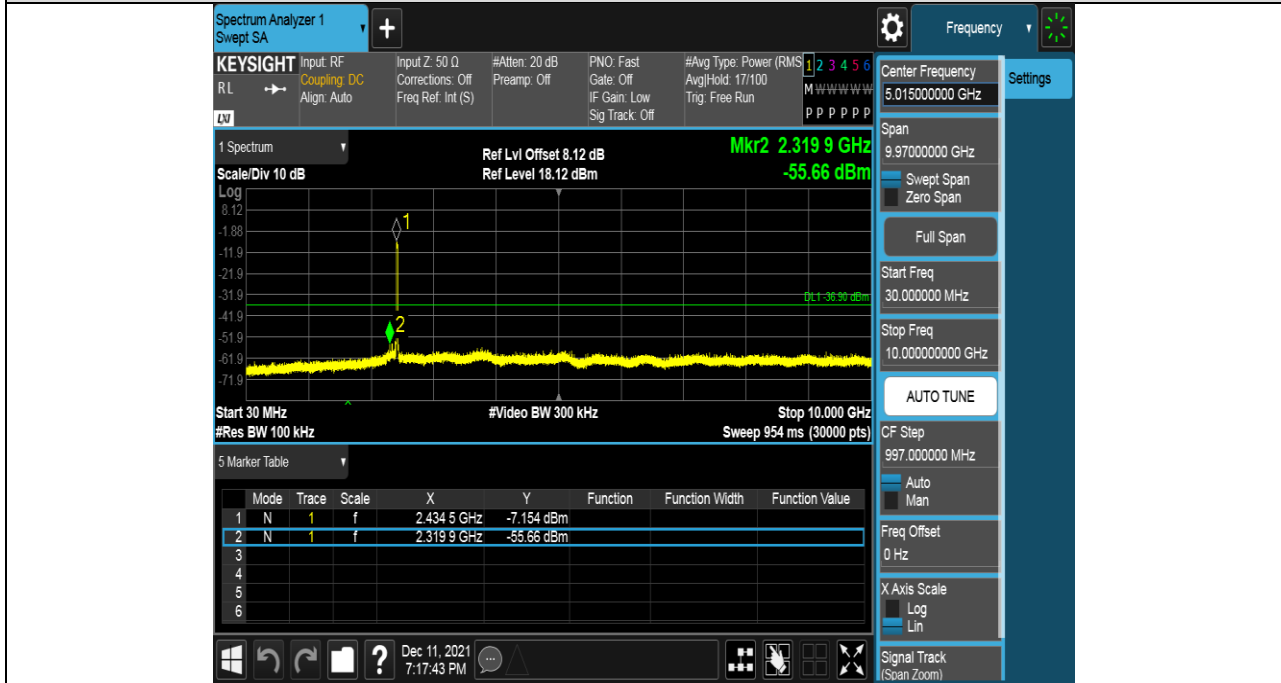 Spectrum Analyzer 1
Swept SA
+
Frequency
KEYSIGHT
RL
LXI
Input: RF
Coupling: DC
Align: Auto
Input Z: 50 Ω
Corrections: Off
Freq Ref: Int (S)
#Atten: 20 dB
Preamp: Off
PNO: Fast
Gate: Off
IF Gain: Low
Sig Track: Off
#Avg Type: Power (RMS
Avg|Hold: 17/100
Trig: Free Run
1 2 3 4 5 6
M W W W W W
P P P P P P
1 Spectrum
Scale/Div 10 dB
Ref Lvl Offset 8.12 dB
Ref Level 18.12 dBm
Mkr2 2.319 9 GHz
-55.66 dBm
Log
8.12
-1.88
-11.9
-21.9
-31.9
-41.9
-51.9
-61.9
-71.9
1
2
DL1 -36.90 dBm
Start 30 MHz
#Video BW 300 kHz
Stop 10.000 GHz
#Res BW 100 kHz
Sweep 954 ms (30000 pts)
5 Marker Table
Mode Trace Scale X Y Function Function Width Function Value
1 N 1 f 2.434 5 GHz -7.154 dBm
2 N 1 f 2.319 9 GHz -55.66 dBm
3
4
5
6
?
Dec 11, 2021
7:17:43 PM
Center Frequency
5.015000000 GHz
Settings
Span
9.97000000 GHz
Swept Span
Zero Span
Full Span
Start Freq
30.000000 MHz
Stop Freq
10.000000000 GHz
AUTO TUNE
CF Step
997.000000 MHz
Auto
Man
Freq Offset
0 Hz
X Axis Scale
Log
Lin
Signal Track
(Span Zoom)